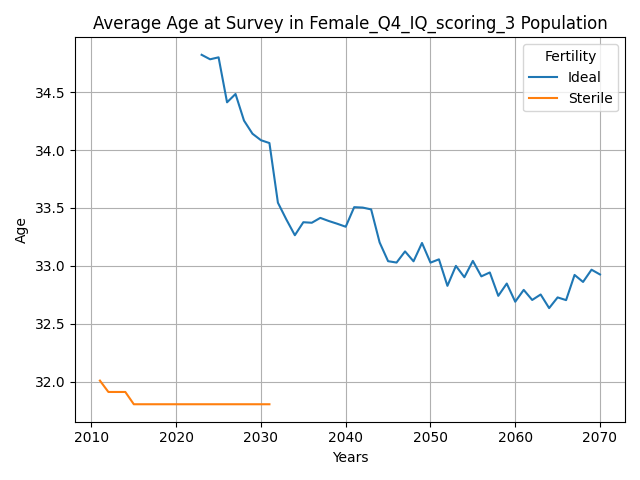 Average Age at Survey in Female_Q4_IQ_scoring_3 Population
Fertility
Ideal
Sterile
Age
34.5
34.0
33.5
33.0
32.5
32.0
2010 2020 2030 2040 2050 2060 2070
Years